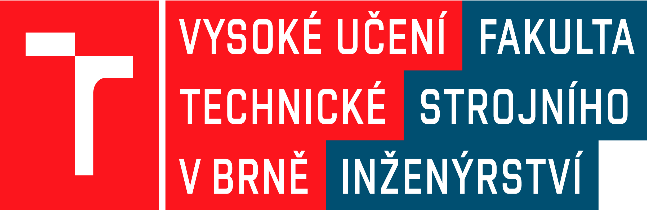 VYSOKÉ UČENÍ FAKULTA
TECHNICKÉ STROJNÍHO
V BRNĚ INŽENÝRSTVÍ